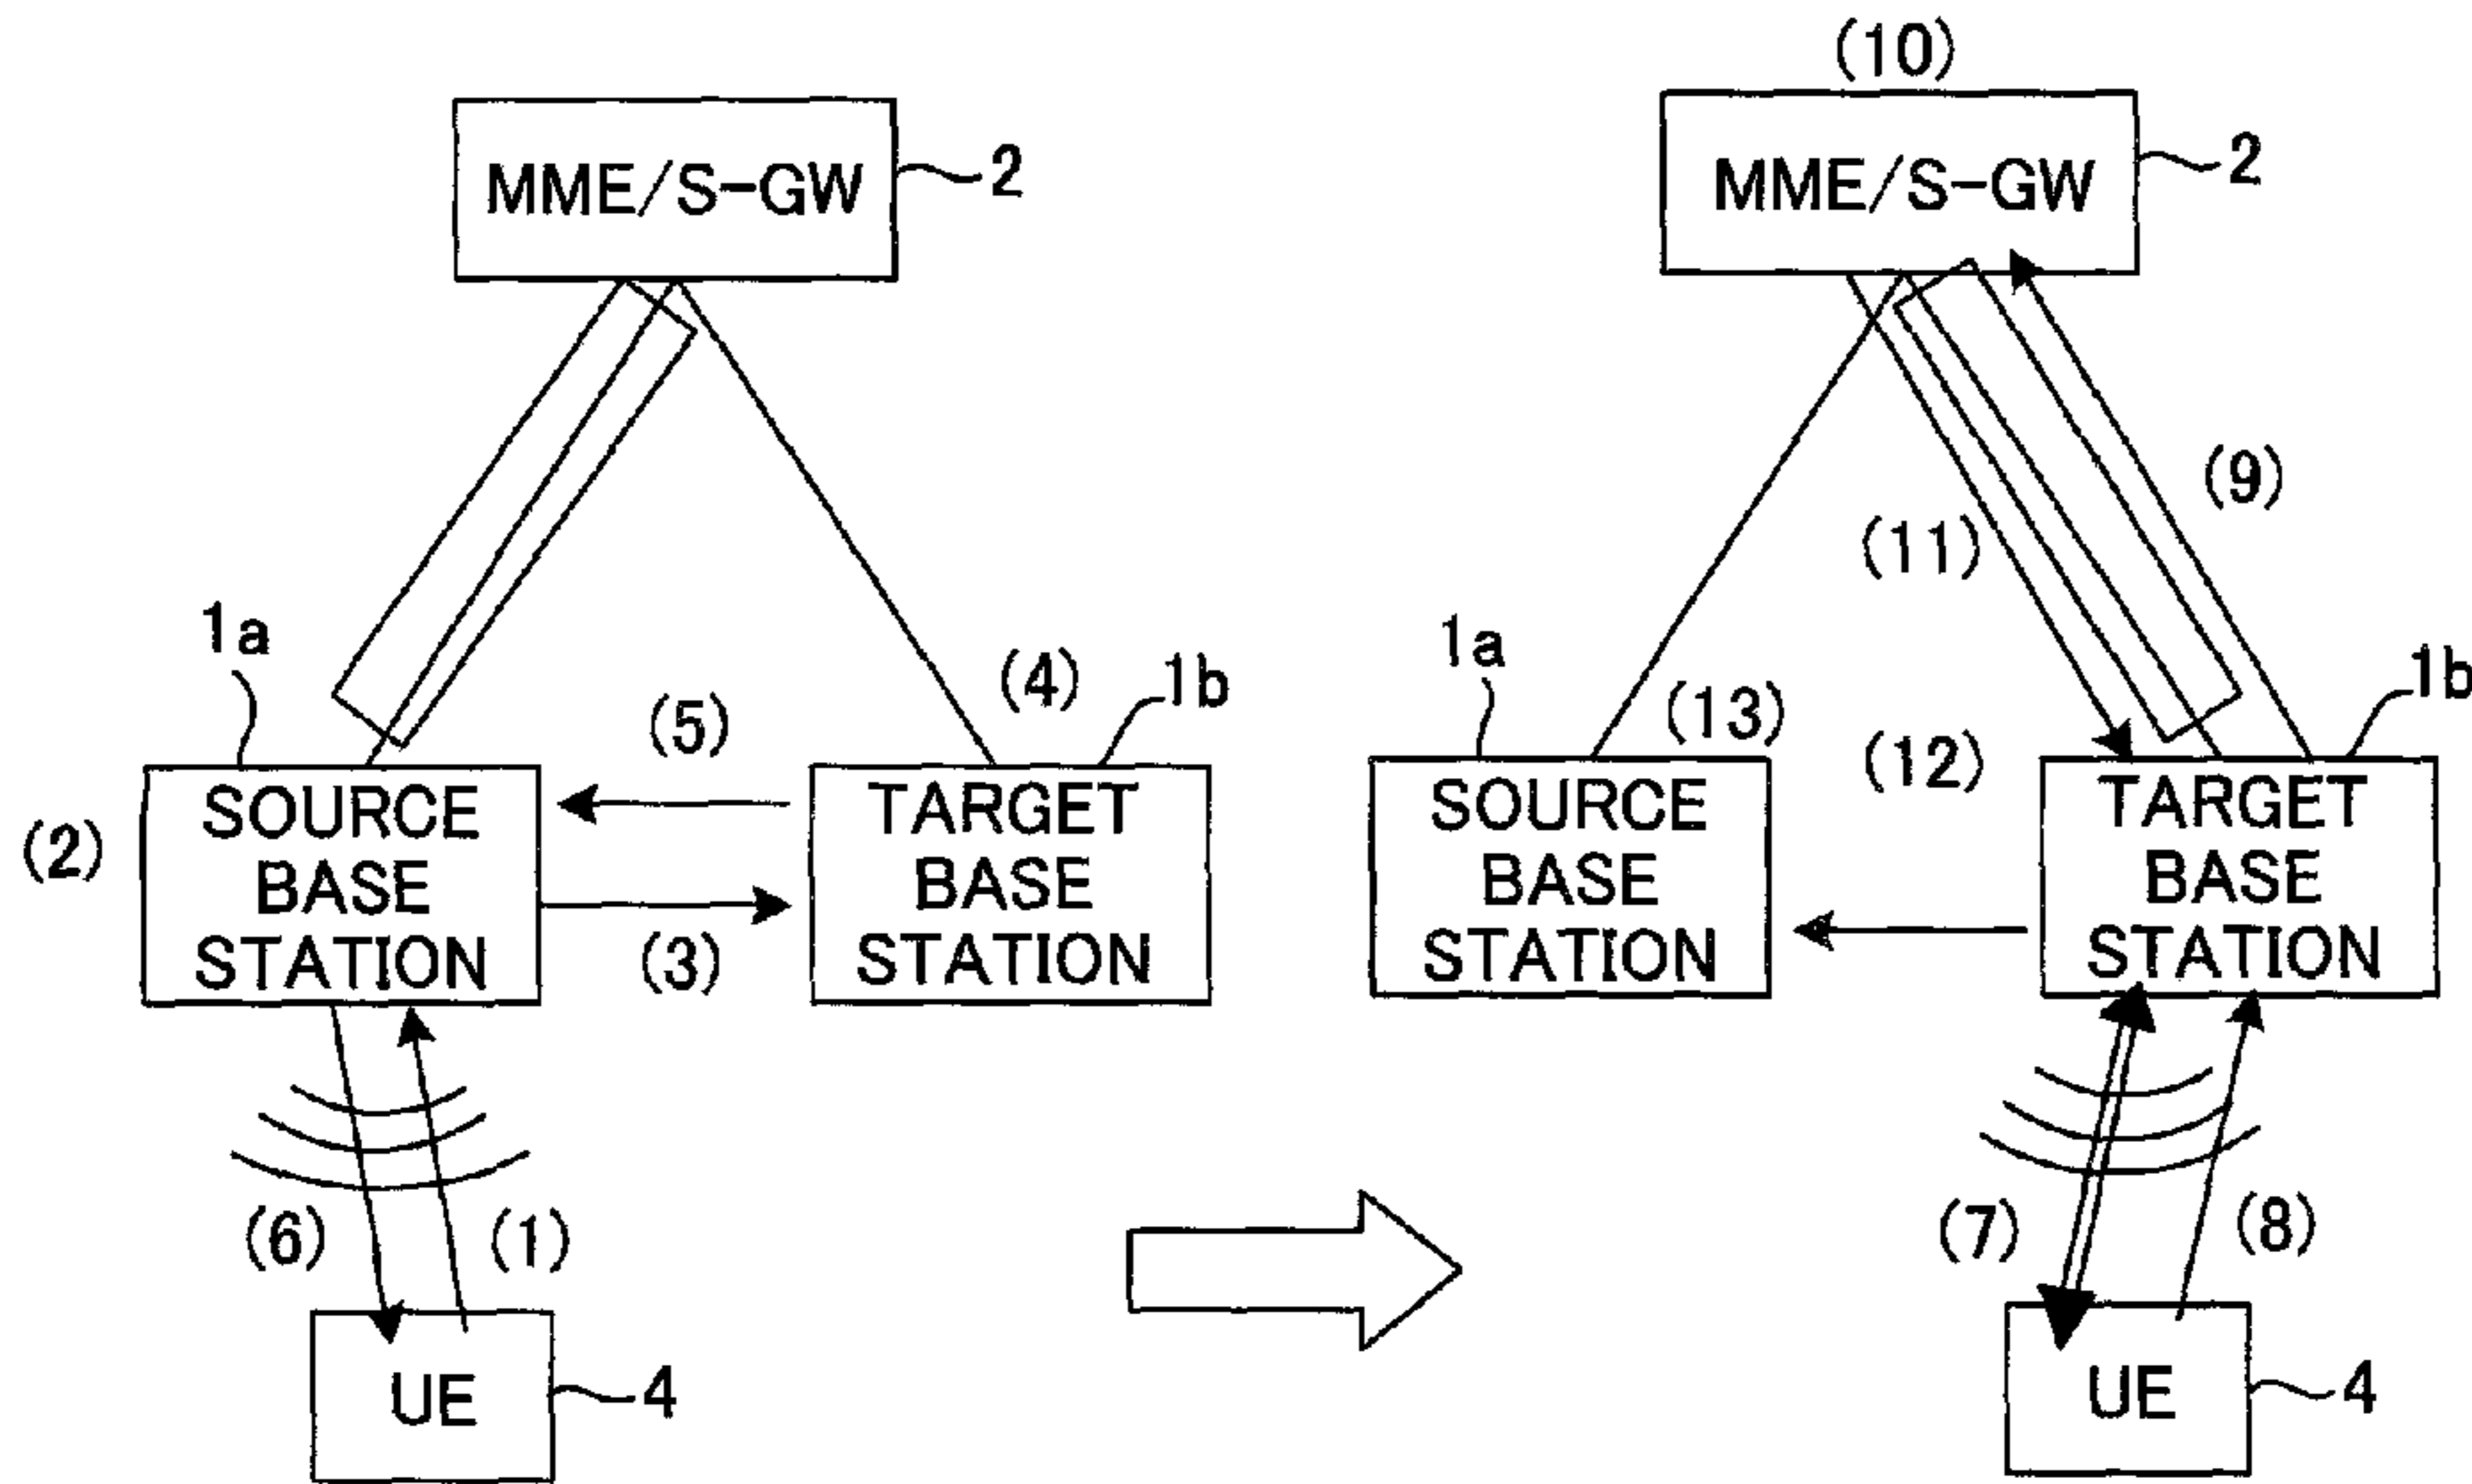 (10)
MME/S-GW
2
MME/S-GW
2
(9)
(11)
1a
(5)
(4)
1b
1a
(13)
(12)
1b
(2)
SOURCE
BASE
STATION
(3)
TARGET
BASE
STATION
SOURCE
BASE
STATION
TARGET
BASE
STATION
(6)
(1)
(7)
(8)
UE
4
UE
4